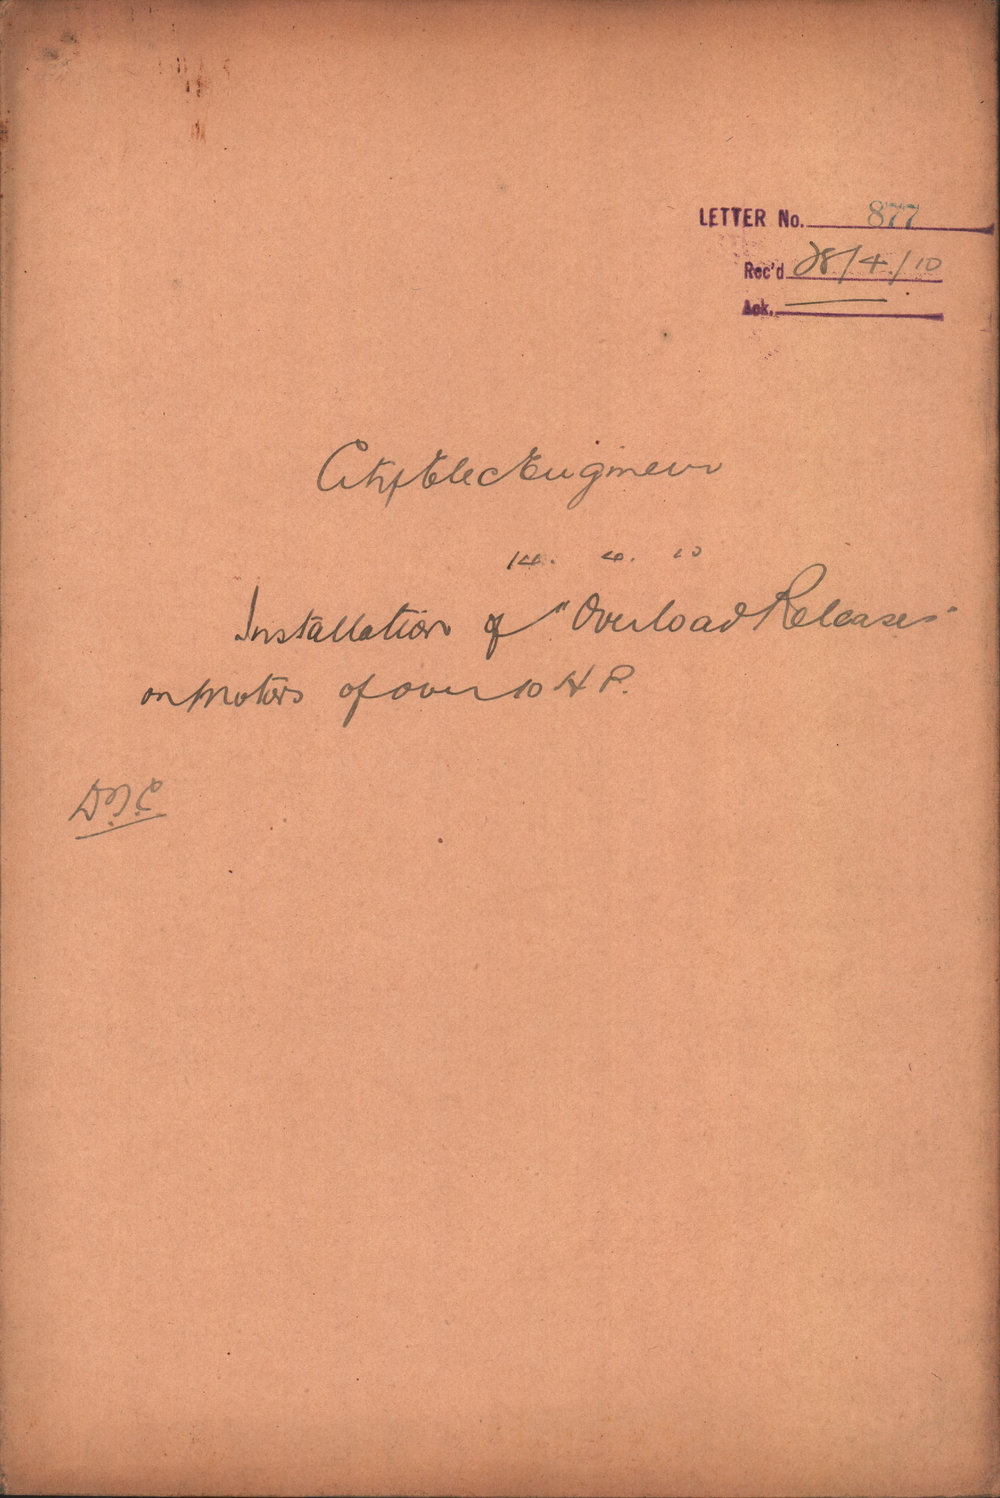 LETTER No. 877
Rec'd 28/4/10
Ack.
City Elec Engineer
14. 4. 10
Installation of "Overload Releases"
on Motors of over 10 H P.